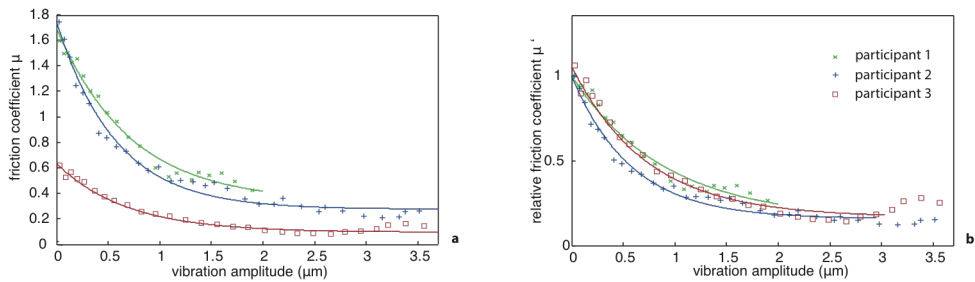 1.8
1.6
1.4
1.2
1
0.8
0.6
0.4
0.2
0
friction coefficient μ
0 0.5 1 1.5 2 2.5 3 3.5
vibration amplitude (μm)
a
1
0.5
0
relative friction coefficient μ ‘
participant 1
participant 2
participant 3
0 0.5 1 1.5 2 2.5 3 3.5
vibration amplitude (μm)
b